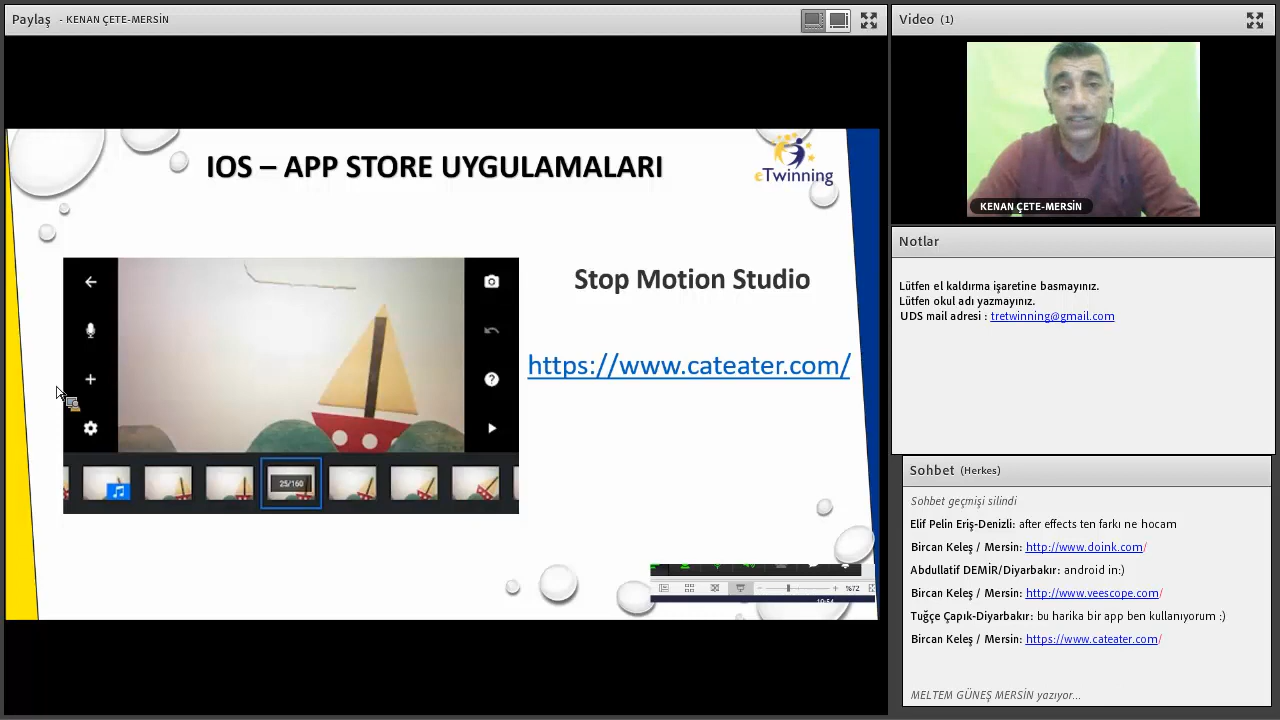 Paylaş - KENAN ÇETE-MERSİN
IOS – APP STORE UYGULAMALARI
eTwinning
Stop Motion Studio
https://www.cateater.com/
25/160
%72
19:54
Video (1)
KENAN ÇETE-MERSİN
Notlar
Lütfen el kaldırma işaretine basmayınız.
Lütfen okul adı yazmayınız.
UDS mail adresi : tretwinning@gmail.com
Sohbet (Herkes)
Sohbet geçmişi silindi
Elif Pelin Eriş-Denizli: after effects ten farkı ne hocam
Bircan Keleş / Mersin: http://www.doink.com/
Abdullatif DEMİR/Diyarbakır: android in:)
Bircan Keleş / Mersin: http://www.veescope.com/
Tuğçe Çapık-Diyarbakır: bu harika bir app ben kullanıyorum :)
Bircan Keleş / Mersin: https://www.cateater.com/
MELTEM GÜNEŞ MERSİN yazıyor...